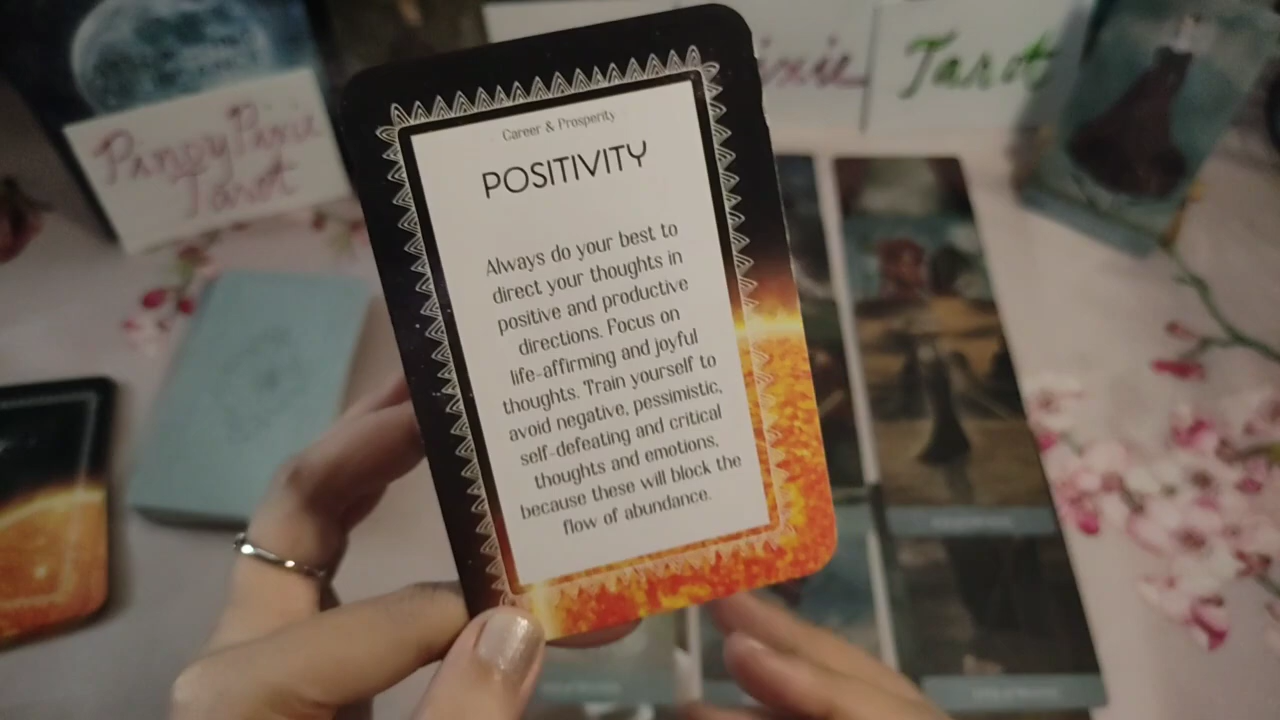 PinoyPixie
Tarot
ixie
Tarot
Career & Prosperity
POSITIVITY
Always do your best to
direct your thoughts in
positive and productive
directions. Focus on
life-affirming and joyful
thoughts. Train yourself to
avoid negative, pessimistic,
self-defeating and critical
thoughts and emotions,
because these will block the
flow of abundance.